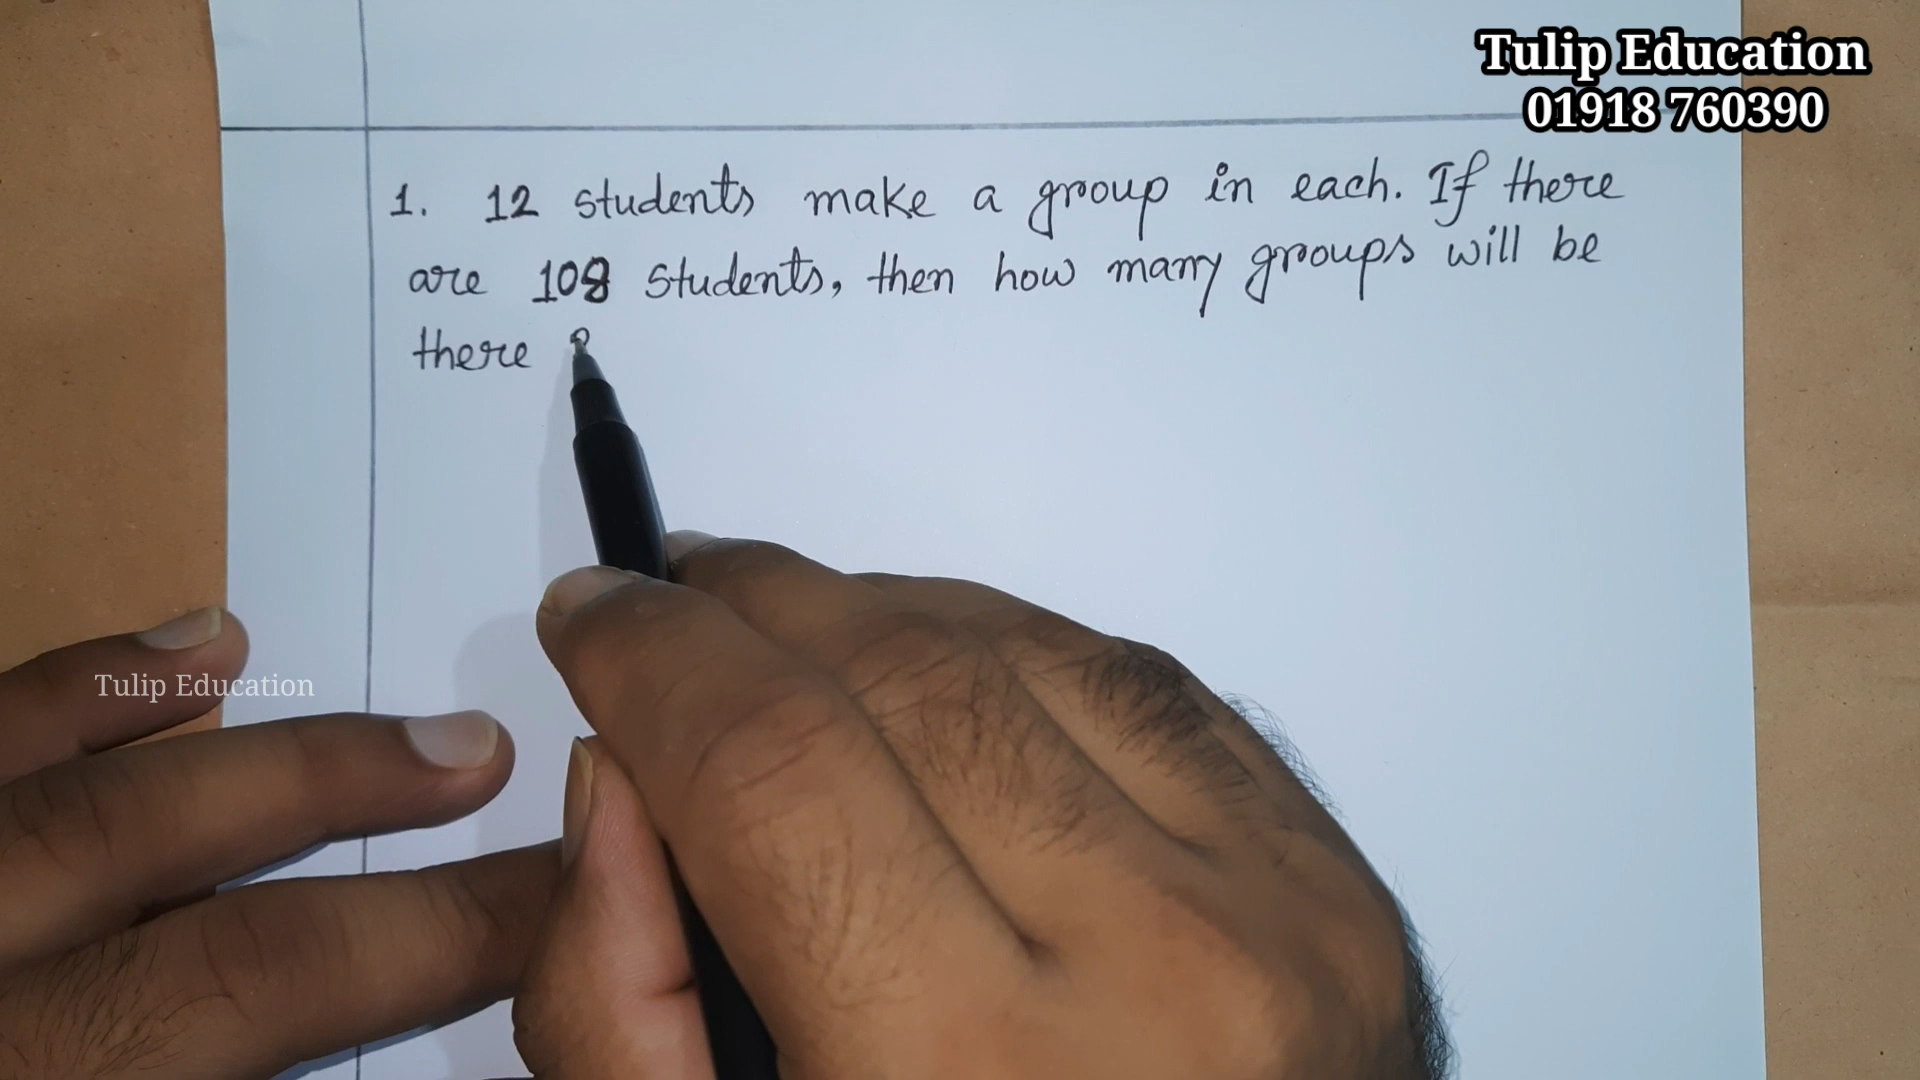 Tulip Education
01918 760390
1. 12 students make a group in each. If there
are 108 students, then how many groups will be
there ?
Tulip Education